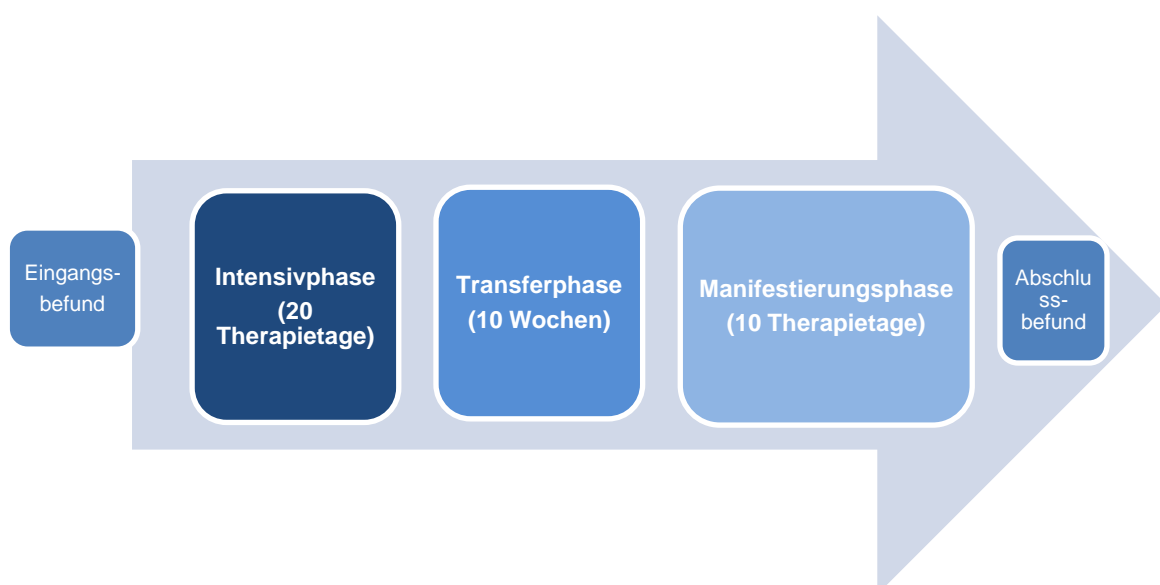 Eingangs-
befund
Intensivphase
(20
Therapietage)
Transferphase
(10 Wochen)
Manifestierungsphase
(10 Therapietage)
Abschlu
ss-
befund